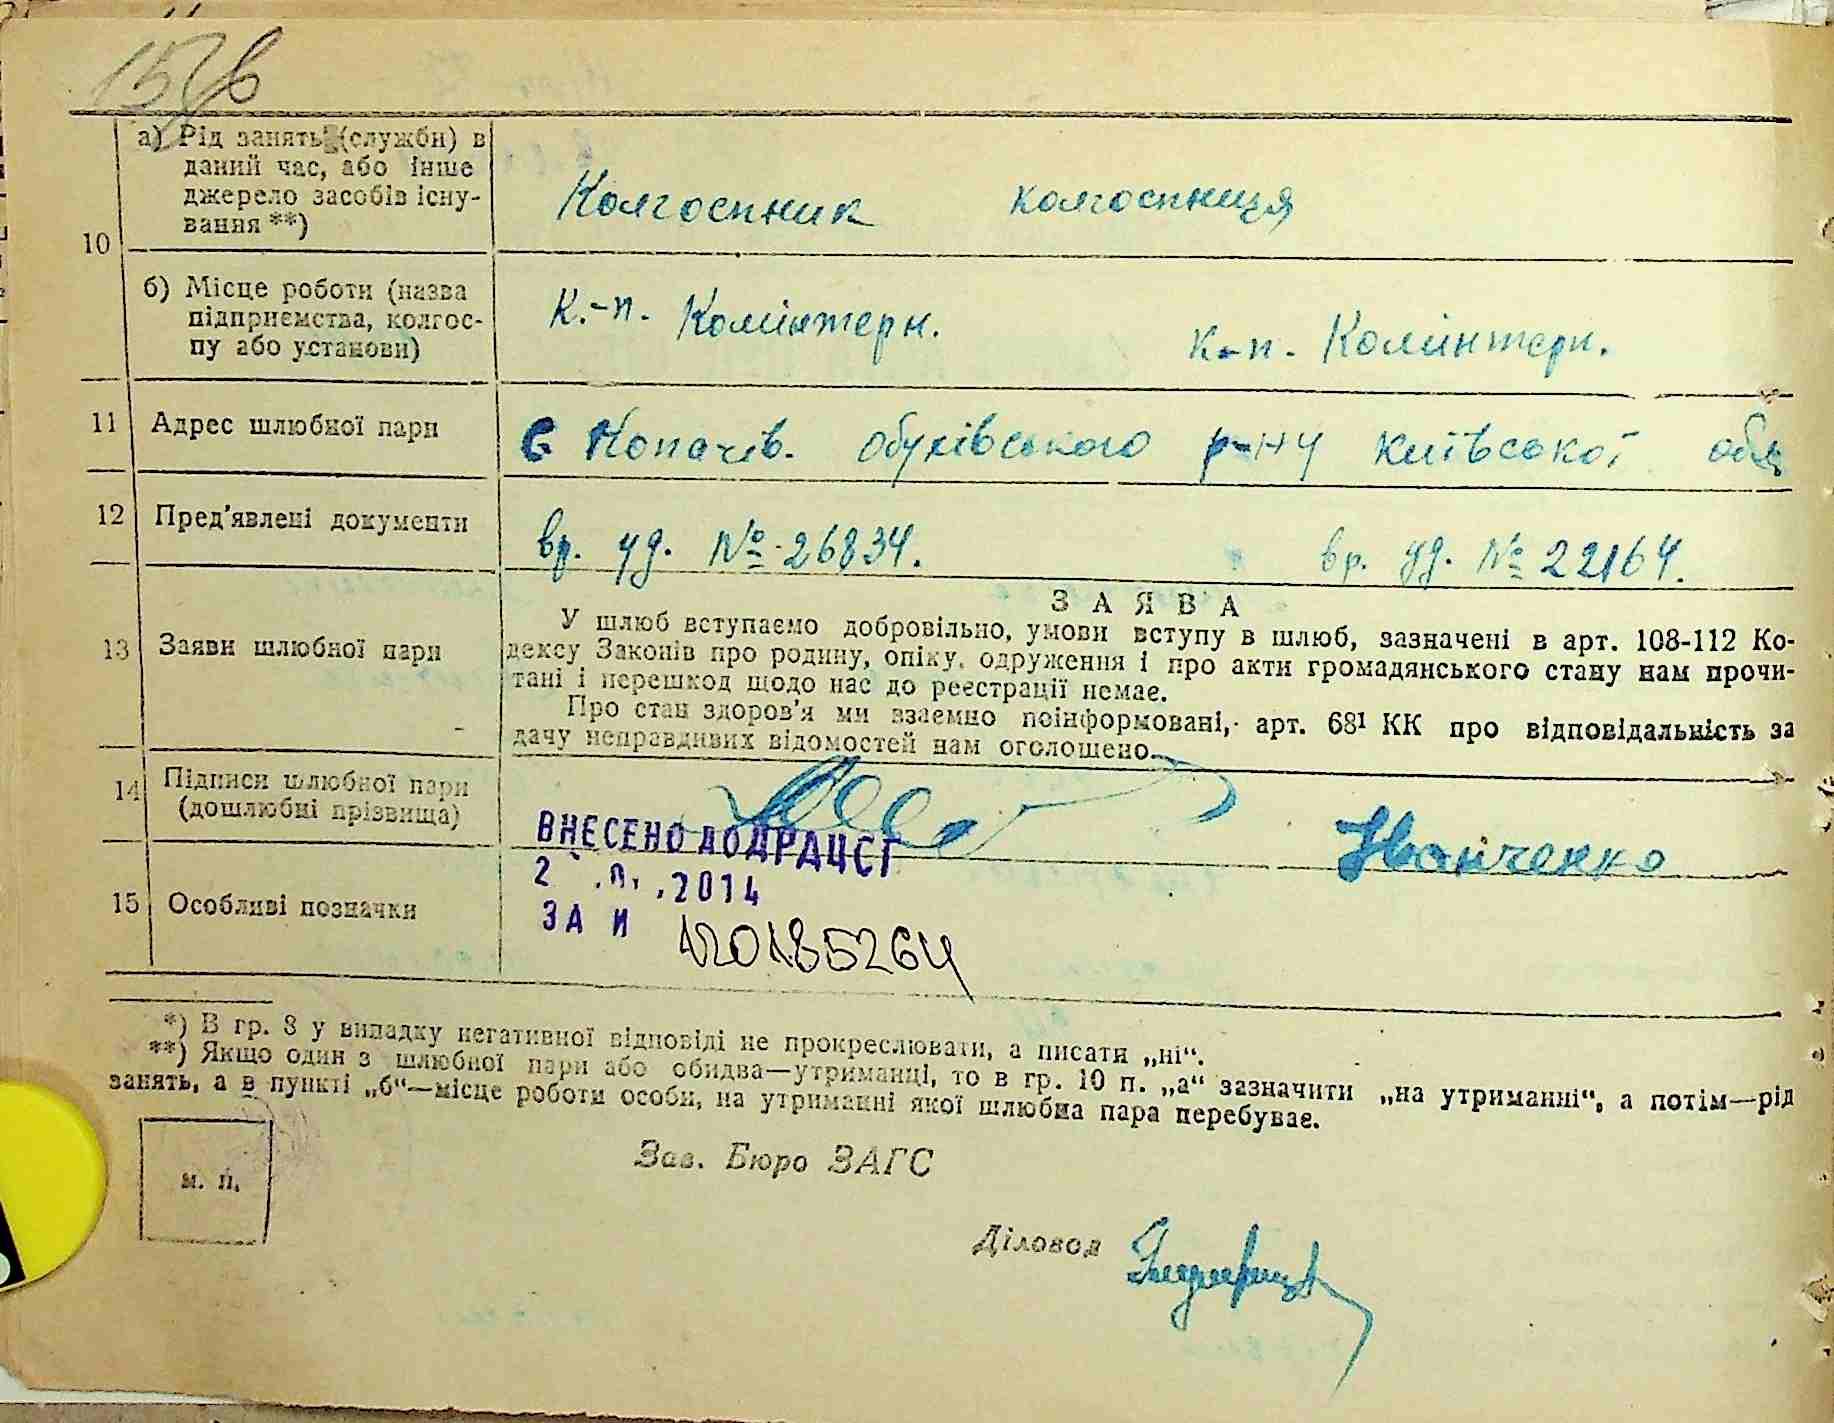 157зв
10
а) Рід занять (служби) в
даний час, або інше
джерело засобів існу-
вання **)
Колгоспник колгоспниця
б) Місце роботи (назва
підприємства, колгос-
пу або установи)
к.-п. Комінтерн. к-п. Комінтерн.
11 Адрес шлюбної пари
с Копачів. обухівського р-ну київської обл
12 Пред'явлені документи
вр. уд. № 26834. вр. уд. № 22164.
13 Заяви шлюбної пари
ЗАЯВА
У шлюб вступаємо добровільно, умови вступу в шлюб, зазначені в арт. 108-112 Ко-
дексу Законів про родину, опіку, одруження і про акти громадянського стану нам прочи-
тані і перешкод щодо нас до реєстрації немає.
Про стан здоров'я ми взаємно поінформовані, арт. 68¹ КК про відповідальність за
дачу неправдивих відомостей нам оголошено.
14 Підписи шлюбної пари
(дошлюбні прізвища)
Іванченко
ВНЕСЕНО ДО ДРАЦСГ
2014
ЗА И 120185264
15 Особливі позначки
*) В гр. 8 у випадку негативної відповіді не прокреслювати, а писати „ні“.
**) Якщо один з шлюбної пари або обидва—утриманці, то в гр. 10 п. „а“ зазначити „на утриманні“, а потім—рід
занять, а в пункті „б“—місце роботи особи, на утриманні якої шлюбна пара перебуває.
м. п.
Зав. Бюро ЗАГС
Діловод